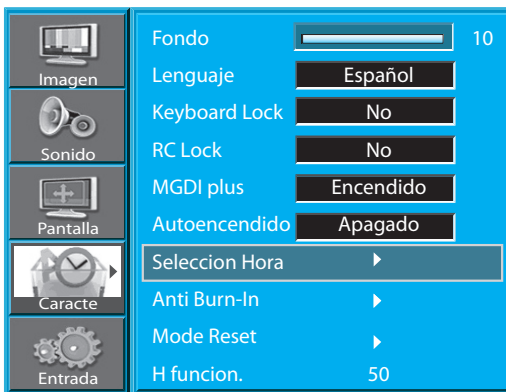 Imagen
Sonido
Pantalla
Caracte
Entrada
Fondo 10
Lenguaje Español
Keyboard Lock No
RC Lock No
MGDI plus Encendido
Autoencendido Apagado
Seleccion Hora
Anti Burn-In
Mode Reset
H funcion. 50